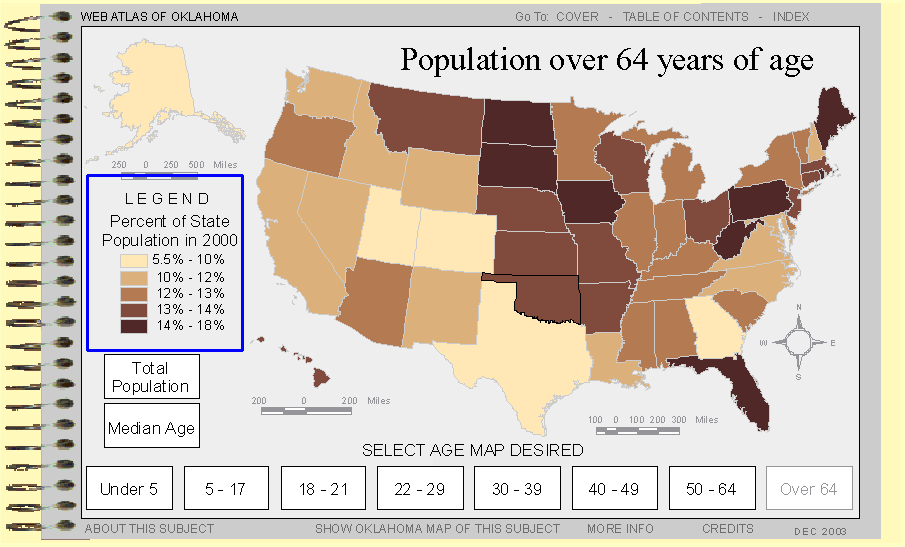 WEB ATLAS OF OKLAHOMA
Go To: COVER - TABLE OF CONTENTS - INDEX
Population over 64 years of age
250 0 250 500 Miles
LEGEND
Percent of State
Population in 2000
5.5% - 10%
10% - 12%
12% - 13%
13% - 14%
14% - 18%
N
W E
S
Total
Population
Median Age
200 0 200 Miles
100 0 100 200 300 Miles
SELECT AGE MAP DESIRED
Under 5
5 - 17
18 - 21
22 - 29
30 - 39
40 - 49
50 - 64
Over 64
ABOUT THIS SUBJECT
SHOW OKLAHOMA MAP OF THIS SUBJECT
MORE INFO
CREDITS
DEC 2003